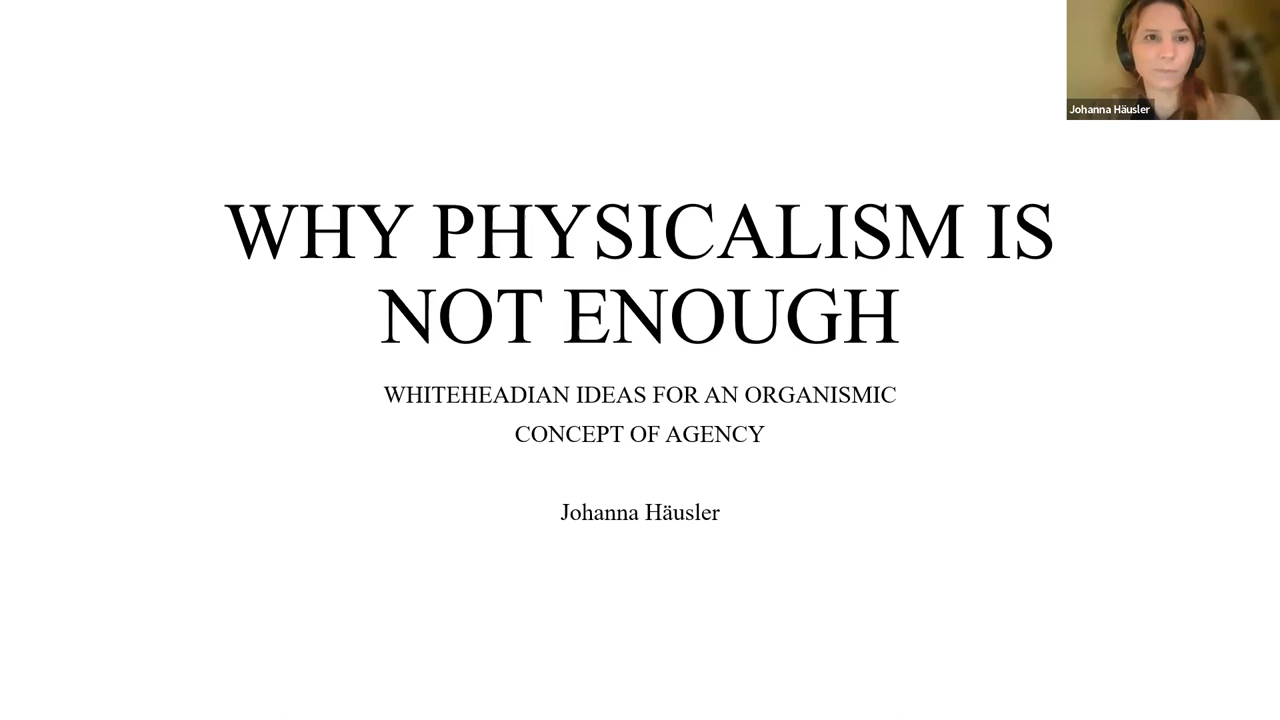 Johanna Häusler
WHY PHYSICALISM IS
NOT ENOUGH
WHITEHEADIAN IDEAS FOR AN ORGANISMIC
CONCEPT OF AGENCY
Johanna Häusler